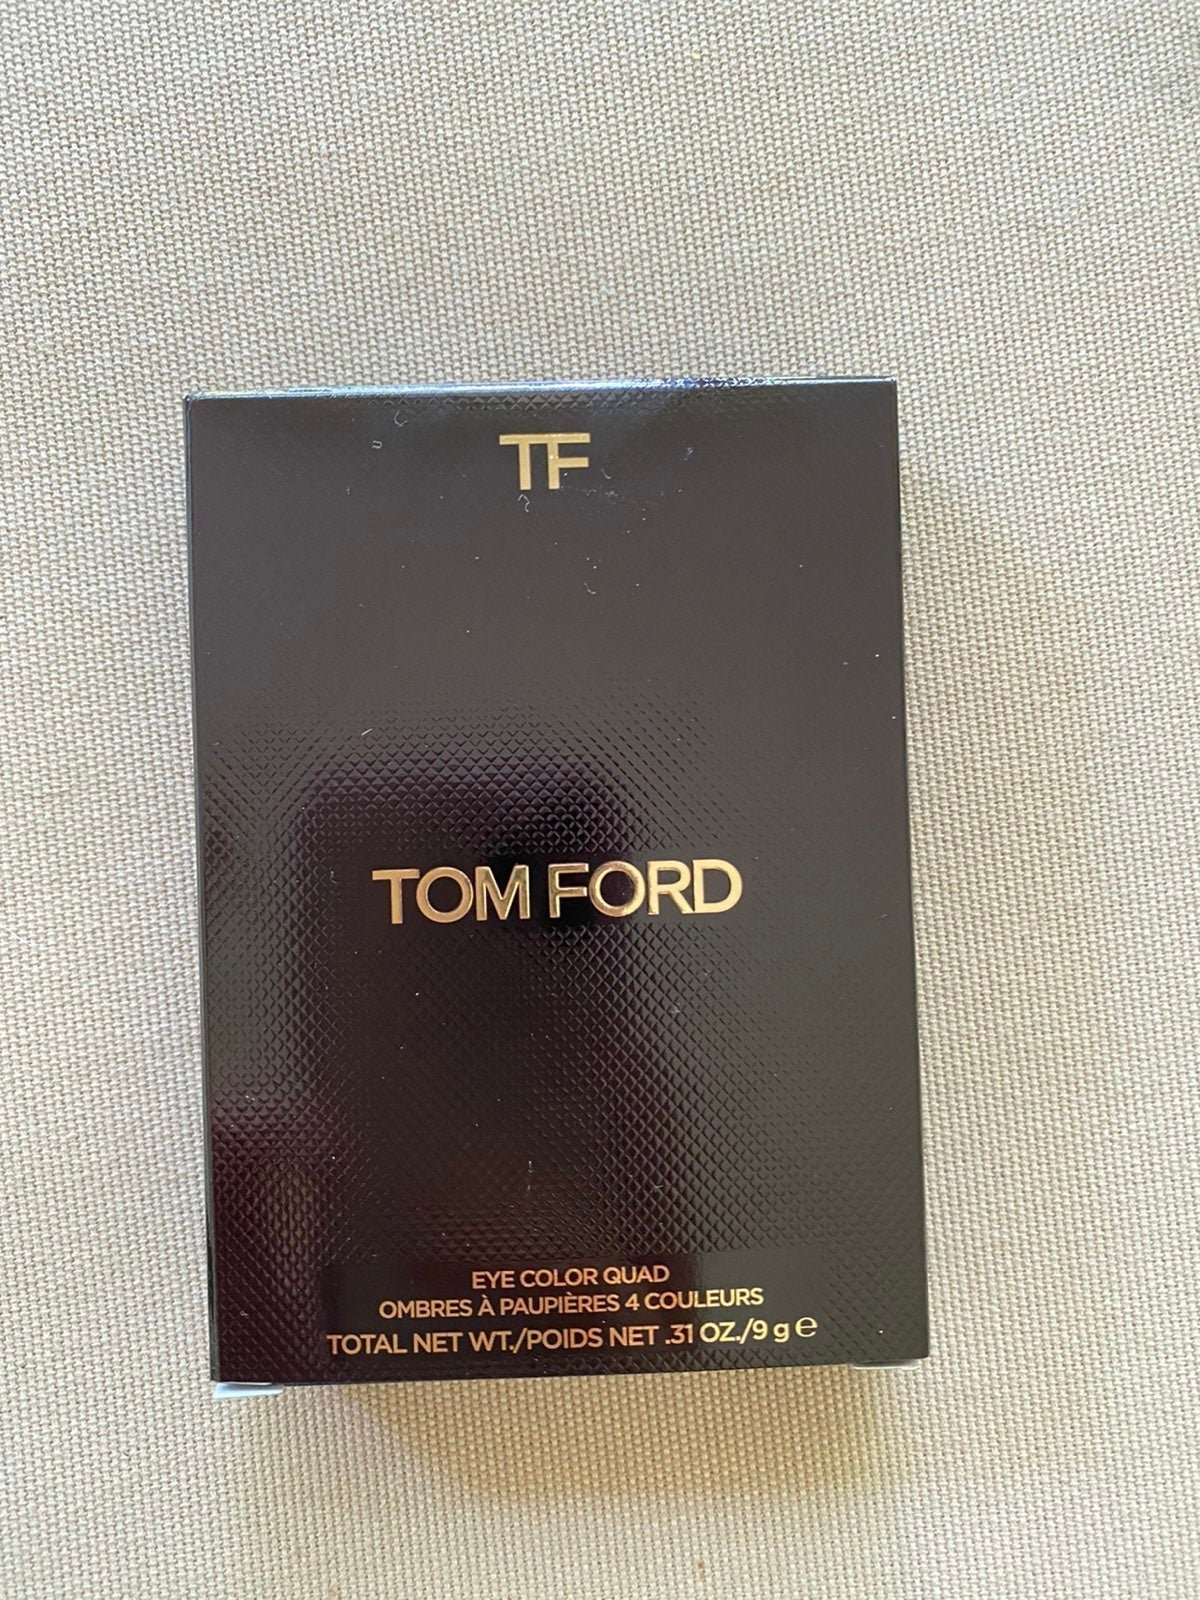 TF
TOM FORD
EYE COLOR QUAD
OMBRES À PAUPIÈRES 4 COULEURS
TOTAL NET WT./POIDS NET .31 OZ./9 g ℮